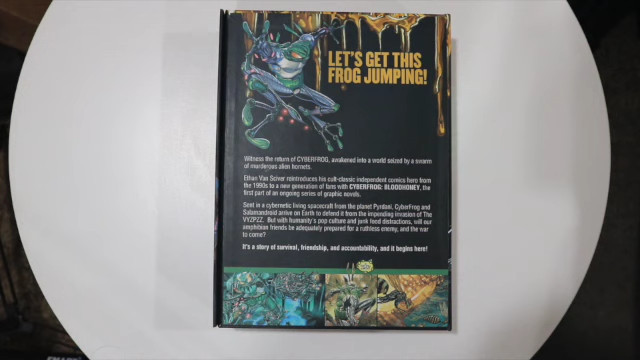 LET'S GET THIS
FROG JUMPING!
Witness the return of CYBERFROG, awakened into a world seized by a swarm
of murderous alien hornets.
Ethan Van Sciver reintroduces his cult-classic independent comics hero from
the 1990s to a new generation of fans with CYBERFROG: BLOODHONEY, the
first part of an ongoing series of graphic novels.
Sent in a cybernetic living spacecraft from the planet Pyrdani, CyberFrog and
Salamandroid arrive on Earth to defend it from the impending invasion of The
VYZPZZ. But with humanity's pop culture and junk food distractions, will our
amphibian friends be adequately prepared for a ruthless enemy, and the war
to come?
It's a story of survival, friendship, and accountability, and it begins here!